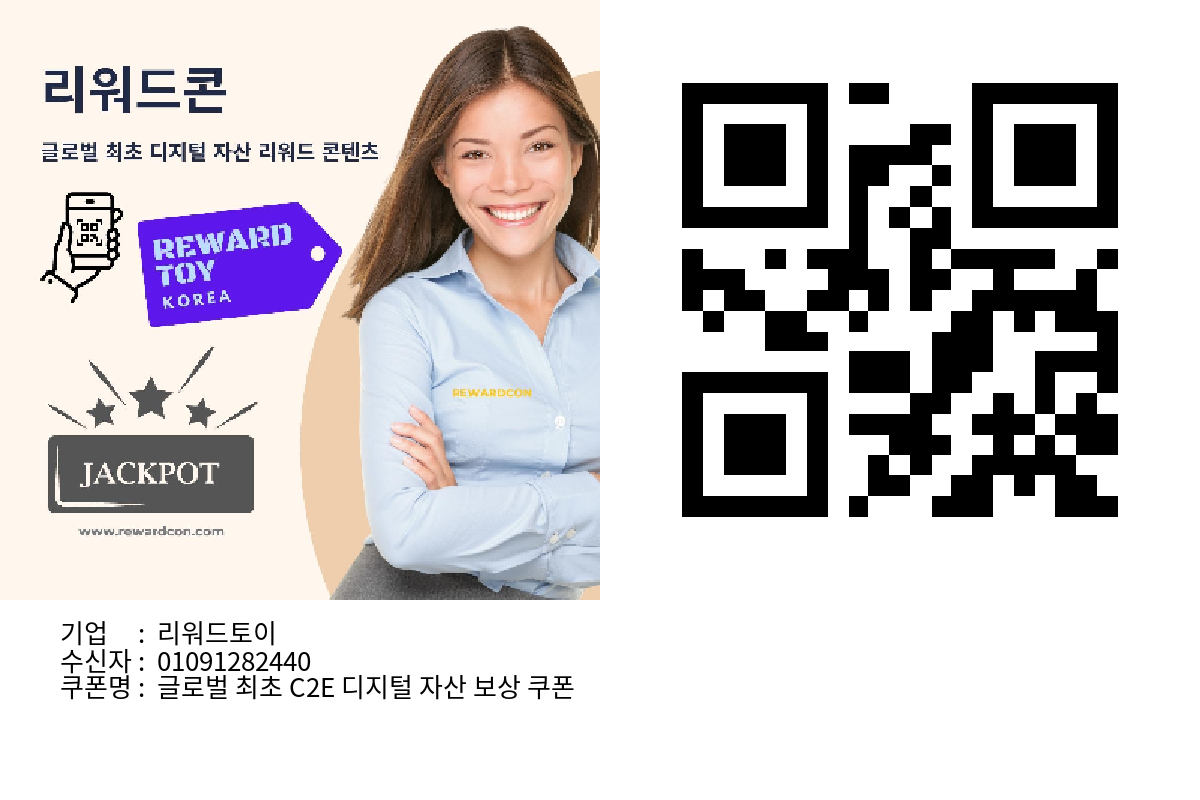 리워드콘
글로벌 최초 디지털 자산 리워드 콘텐츠
REWARD
TOY
KOREA
REWARDCON
JACKPOT
www.rewardcon.com
기업 : 리워드토이
수신자 : 01091282440
쿠폰명 : 글로벌 최초 C2E 디지털 자산 보상 쿠폰